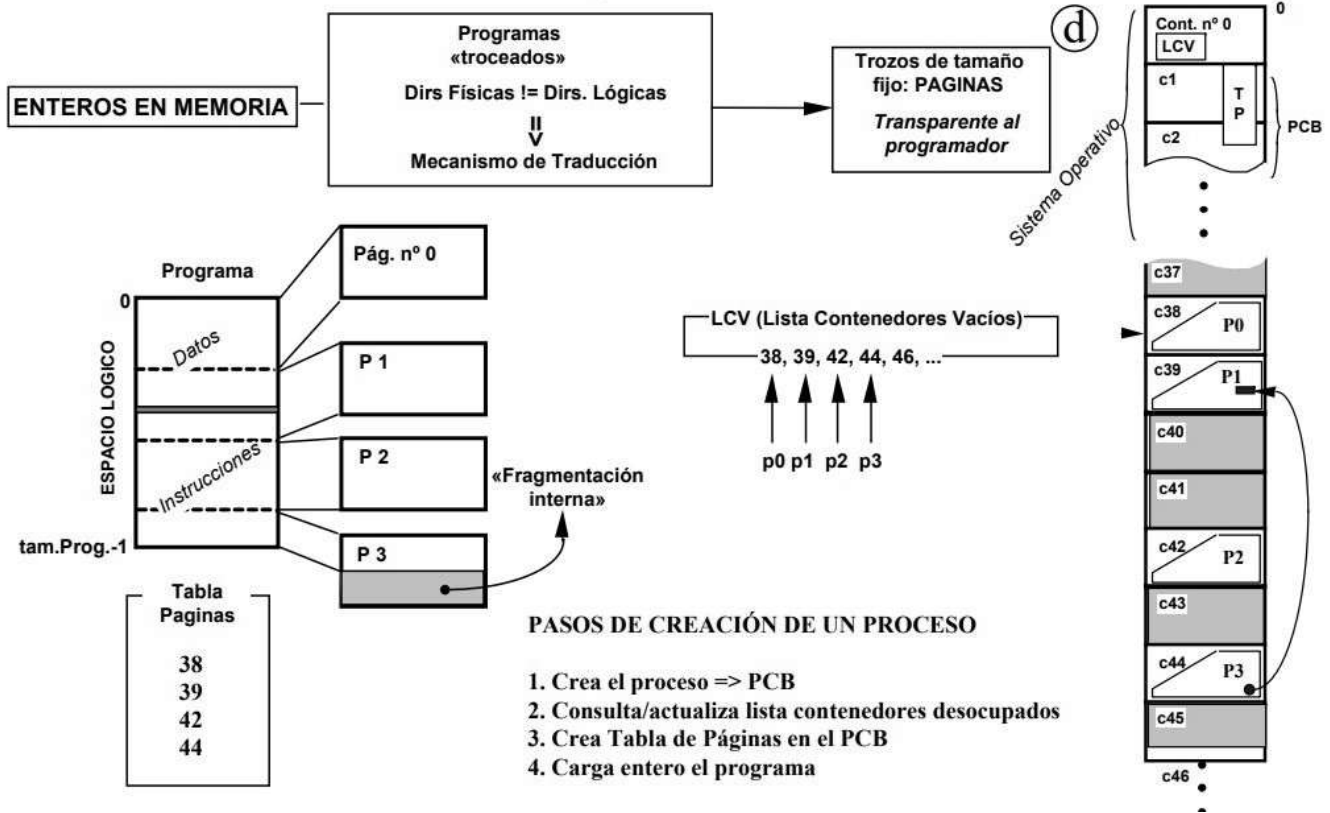 ENTEROS EN MEMORIA
Programas
«troceados»
Dirs Físicas != Dirs. Lógicas
=>
Mecanismo de Traducción
Trozos de tamaño
fijo: PAGINAS
Transparente al
programador
d
0
Cont. nº 0
LCV
c1
T
P
c2
PCB
Sistema Operativo
Programa
0
Datos
Instrucciones
ESPACIO LOGICO
tam.Prog.-1
Pág. nº 0
P 1
P 2
P 3
«Fragmentación
interna»
LCV (Lista Contenedores Vacíos)
38, 39, 42, 44, 46, ...
p0 p1 p2 p3
c37
c38
P0
c39
P1
c40
c41
c42
P2
c43
c44
P3
c45
c46
Tabla
Paginas
38
39
42
44
PASOS DE CREACIÓN DE UN PROCESO
1. Crea el proceso => PCB
2. Consulta/actualiza lista contenedores desocupados
3. Crea Tabla de Páginas en el PCB
4. Carga entero el programa